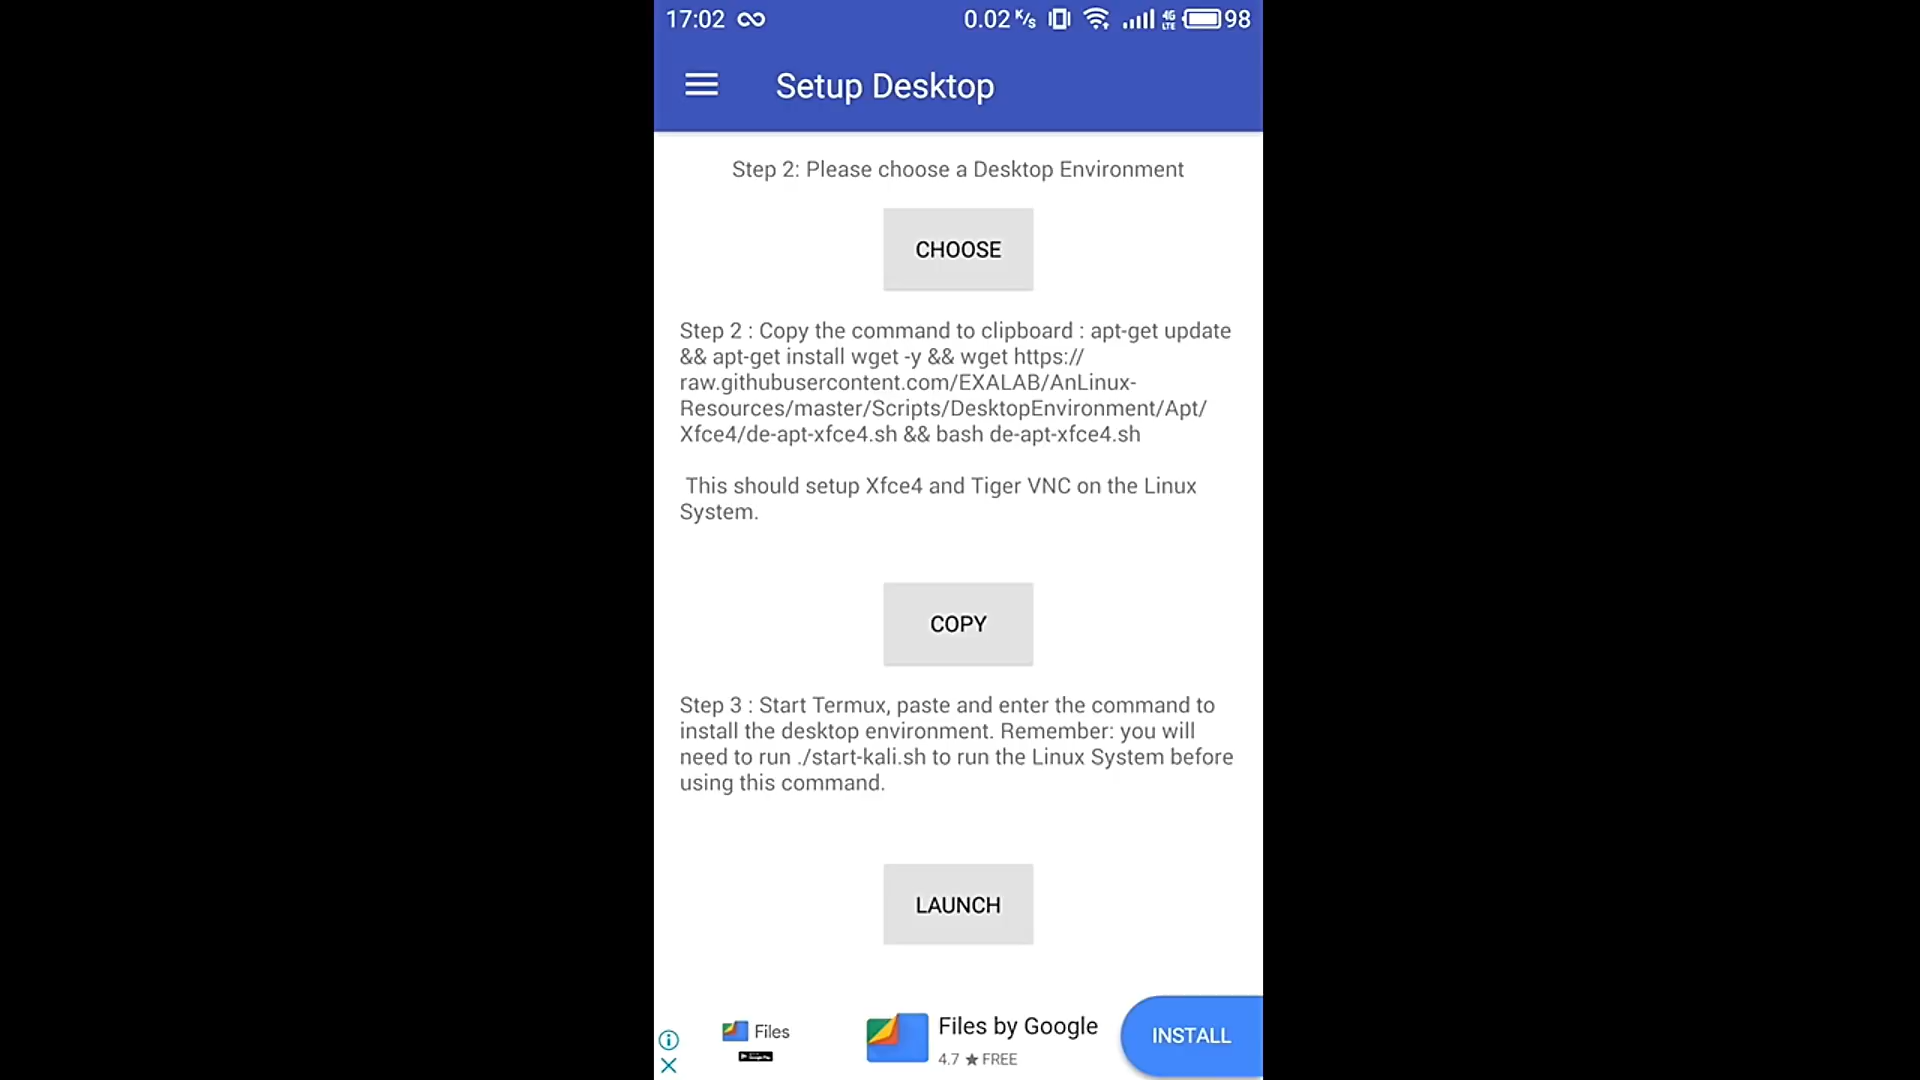 17:02 0.02 K/s 4G LTE 98
Setup Desktop
Step 2: Please choose a Desktop Environment
CHOOSE
Step 2 : Copy the command to clipboard : apt-get update
&& apt-get install wget -y && wget https://
raw.githubusercontent.com/EXALAB/AnLinux-
Resources/master/Scripts/DesktopEnvironment/Apt/
Xfce4/de-apt-xfce4.sh && bash de-apt-xfce4.sh
This should setup Xfce4 and Tiger VNC on the Linux
System.
COPY
Step 3 : Start Termux, paste and enter the command to
install the desktop environment. Remember: you will
need to run ./start-kali.sh to run the Linux System before
using this command.
LAUNCH
Files
Files by Google
4.7 ★ FREE
INSTALL